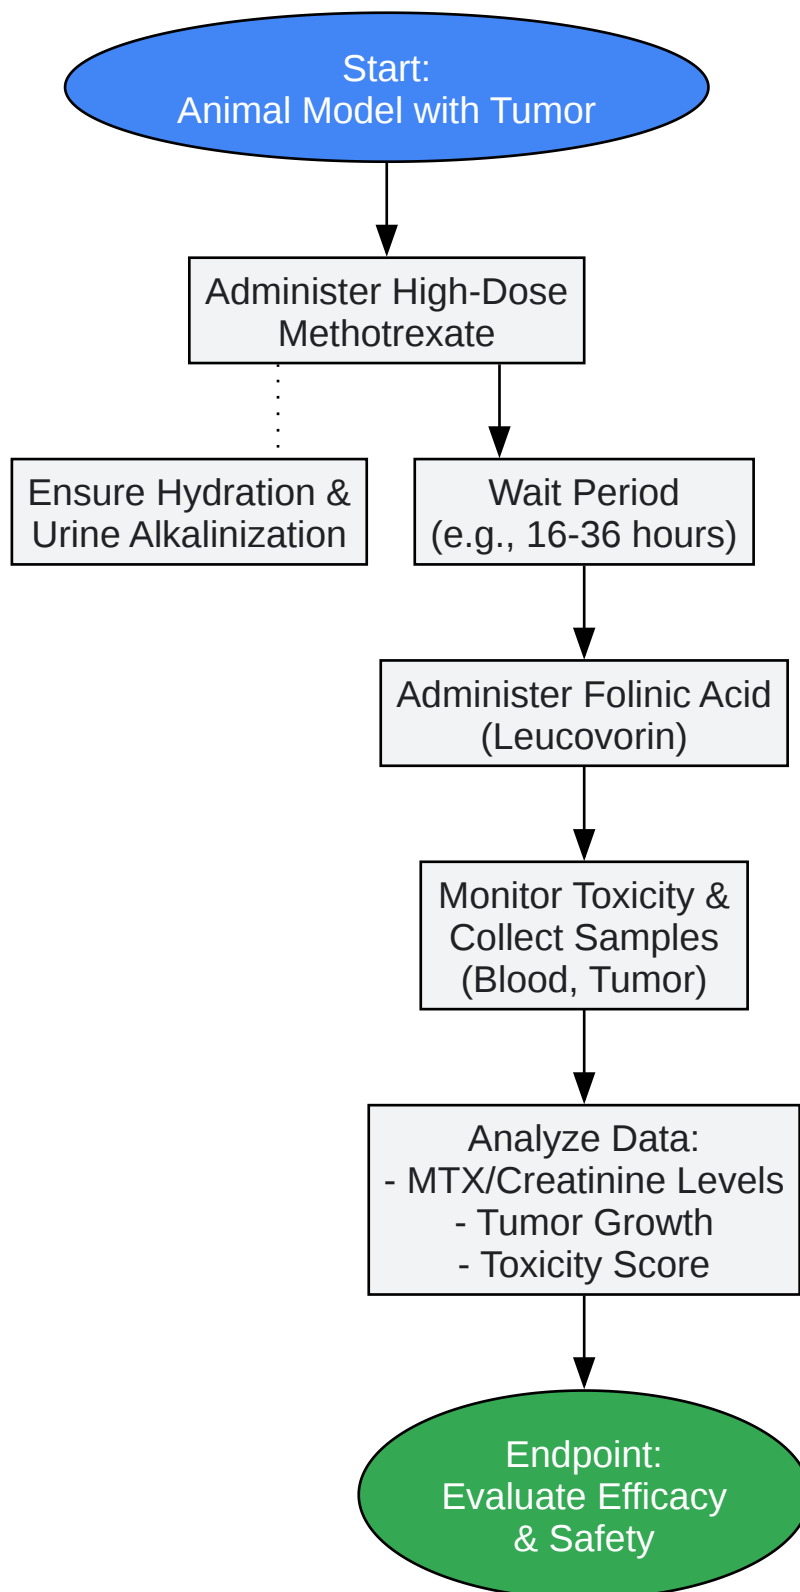 Start:
Animal Model with Tumor
Administer High-Dose
Methotrexate
Ensure Hydration &
Urine Alkalinization
Wait Period
(e.g., 16-36 hours)
Administer Folinic Acid
(Leucovorin)
Monitor Toxicity &
Collect Samples
(Blood, Tumor)
Analyze Data:
- MTX/Creatinine Levels
- Tumor Growth
- Toxicity Score
Endpoint:
Evaluate Efficacy
& Safety